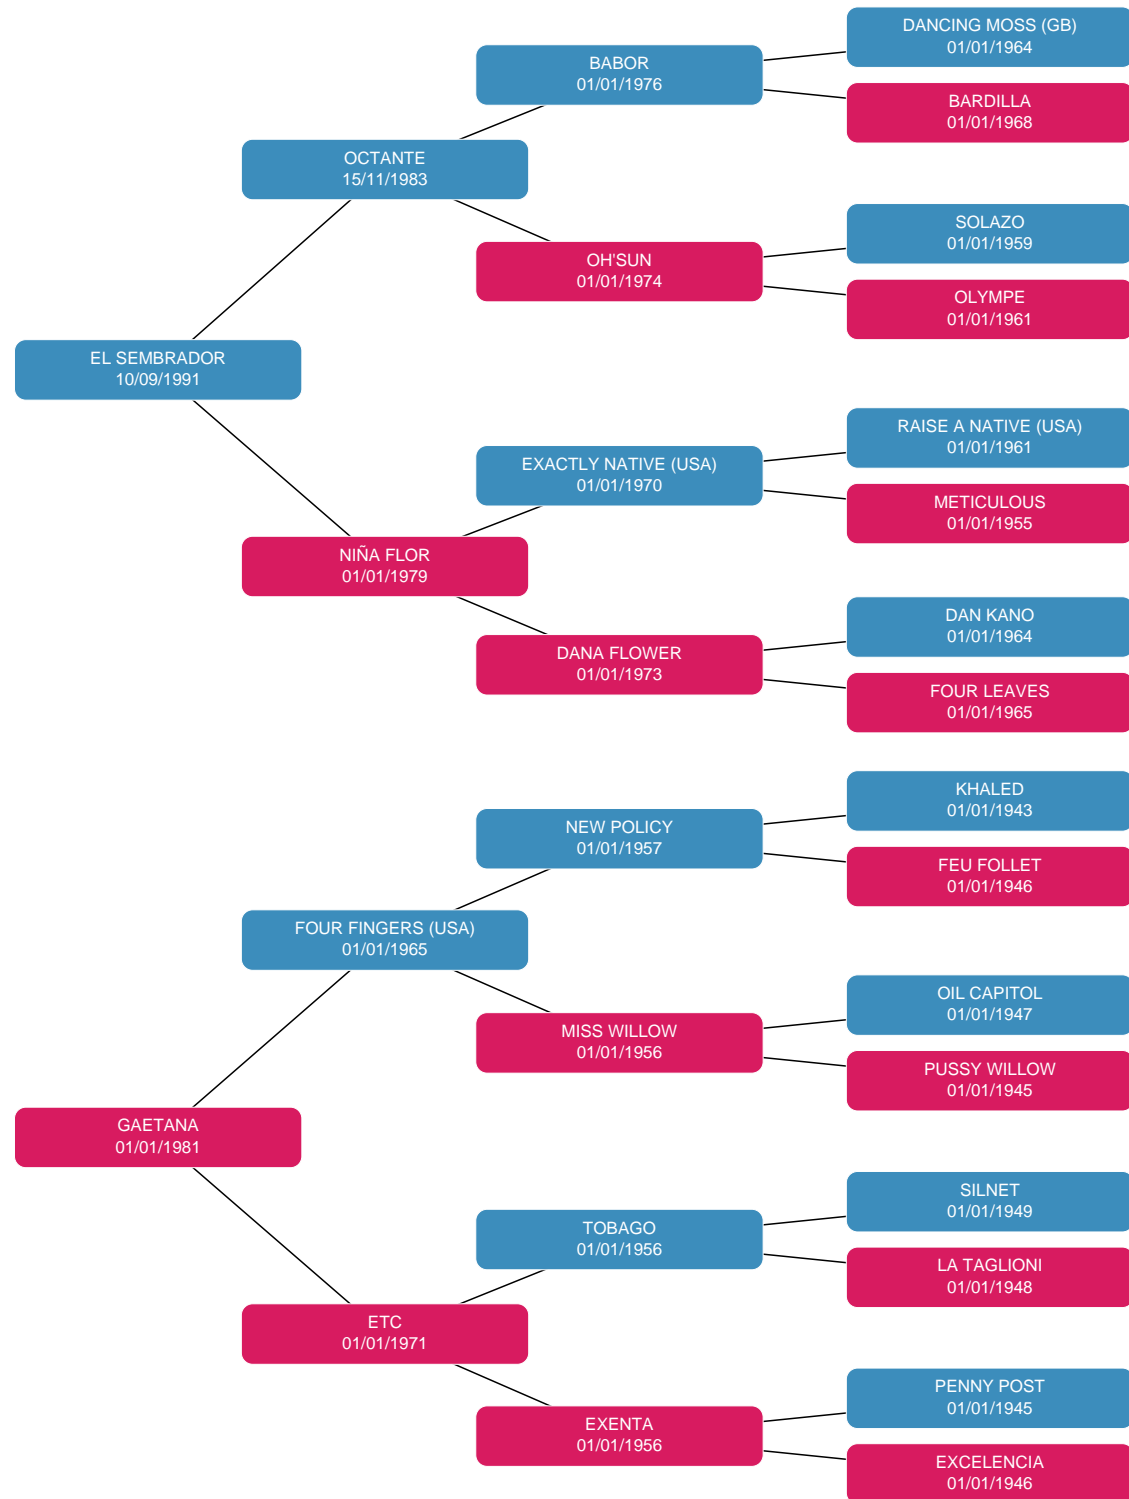 DANCING MOSS (GB)
01/01/1964
BABOR
01/01/1976
BARDILLA
01/01/1968
OCTANTE
15/11/1983
SOLAZO
01/01/1959
OH'SUN
01/01/1974
OLYMPE
01/01/1961
EL SEMBRADOR
10/09/1991
RAISE A NATIVE (USA)
01/01/1961
EXACTLY NATIVE (USA)
01/01/1970
METICULOUS
01/01/1955
NIÑA FLOR
01/01/1979
DAN KANO
01/01/1964
DANA FLOWER
01/01/1973
FOUR LEAVES
01/01/1965
KHALED
01/01/1943
NEW POLICY
01/01/1957
FEU FOLLET
01/01/1946
FOUR FINGERS (USA)
01/01/1965
OIL CAPITOL
01/01/1947
MISS WILLOW
01/01/1956
PUSSY WILLOW
01/01/1945
GAETANA
01/01/1981
SILNET
01/01/1949
TOBAGO
01/01/1956
LA TAGLIONI
01/01/1948
ETC
01/01/1971
PENNY POST
01/01/1945
EXENTA
01/01/1956
EXCELENCIA
01/01/1946